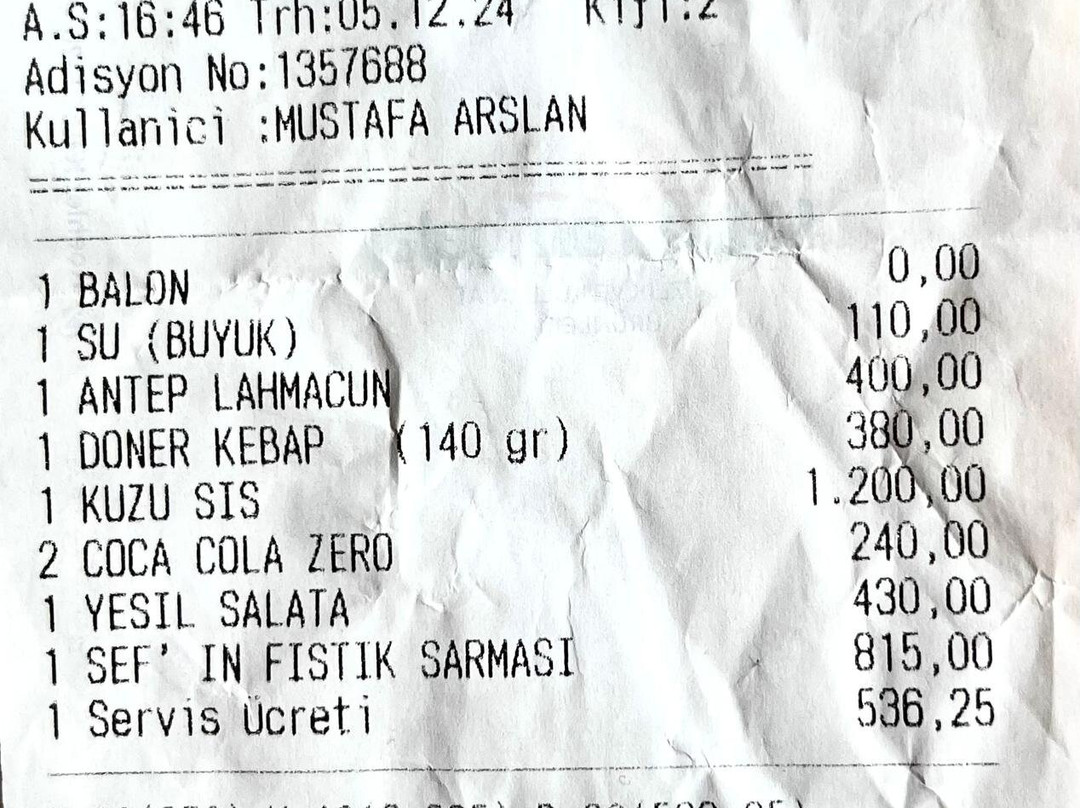 A.S:16:46 Trh:05.12.24 Kişi:2
Adisyon No:1357688
Kullanici :MUSTAFA ARSLAN
1 BALON 0,00
1 SU (BUYUK) 110,00
1 ANTEP LAHMACUN 400,00
1 DONER KEBAP (140 gr) 380,00
1 KUZU SIS 1.200,00
2 COCA COLA ZERO 240,00
1 YESIL SALATA 430,00
1 SEF' IN FISTIK SARMASI 815,00
1 Servis Ücreti 536,25